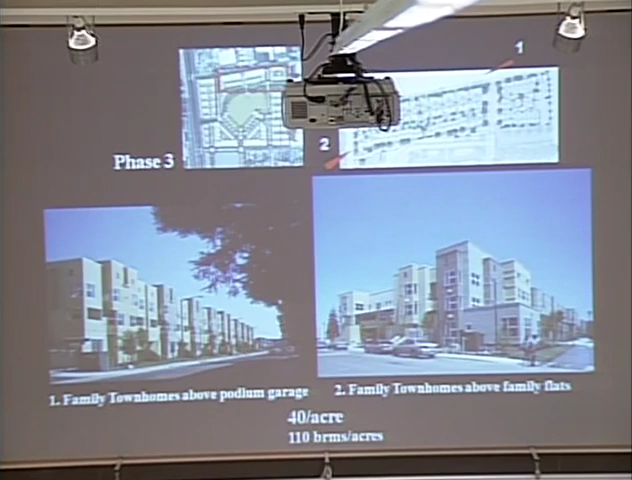 1
2
Phase 3
1. Family Townhomes above podium garage
2. Family Townhomes above family flats
40/acre
110 brms/acres